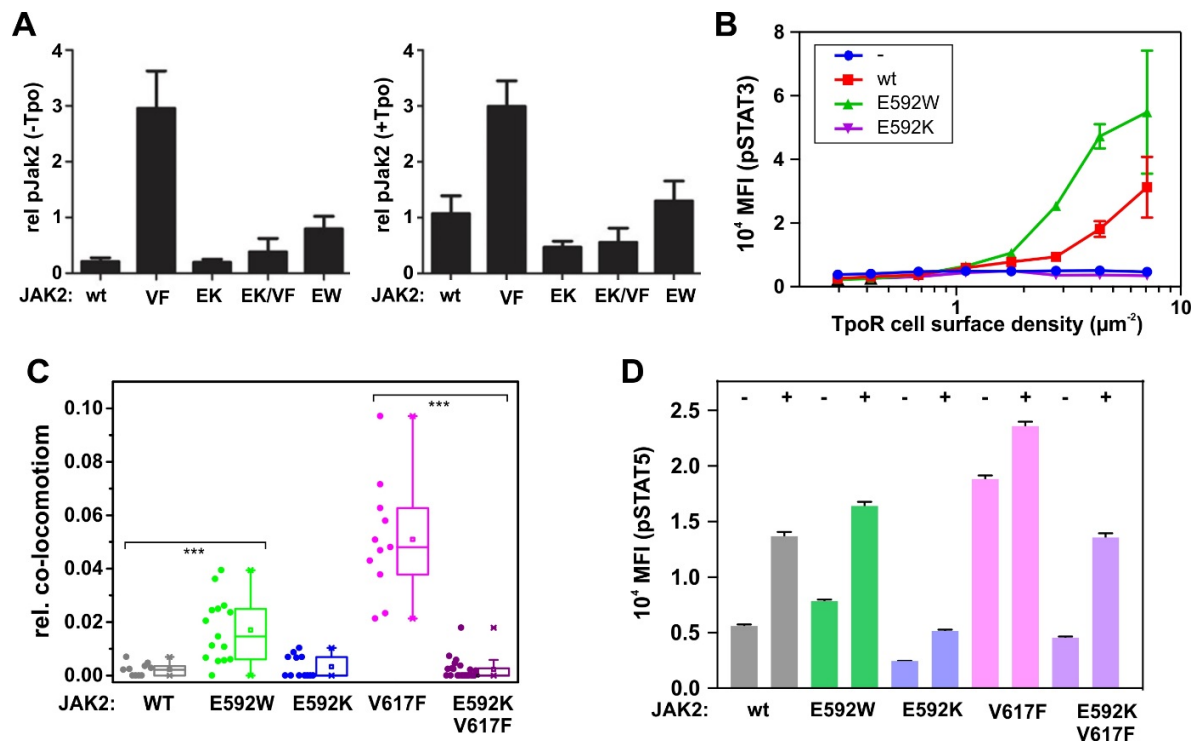 A
rel pJak2 (-Tpo)
4
3
2
1
0
JAK2: wt VF EK EK/VF EW
rel pJak2 (+Tpo)
4
3
2
1
0
JAK2: wt VF EK EK/VF EW
B
10⁴ MFI (pSTAT3)
8
6
4
2
0
-
wt
E592W
E592K
1 10
TpoR cell surface density (µm⁻²)
C
rel. co-locomotiom
0.10
0.08
0.06
0.04
0.02
0.00
***
***
JAK2: WT E592W E592K V617F E592K
V617F
D
10⁴ MFI (pSTAT5)
2.5
2.0
1.5
1.0
0.5
0.0
- + - + - + - + - +
JAK2: wt E592W E592K V617F E592K
V617F